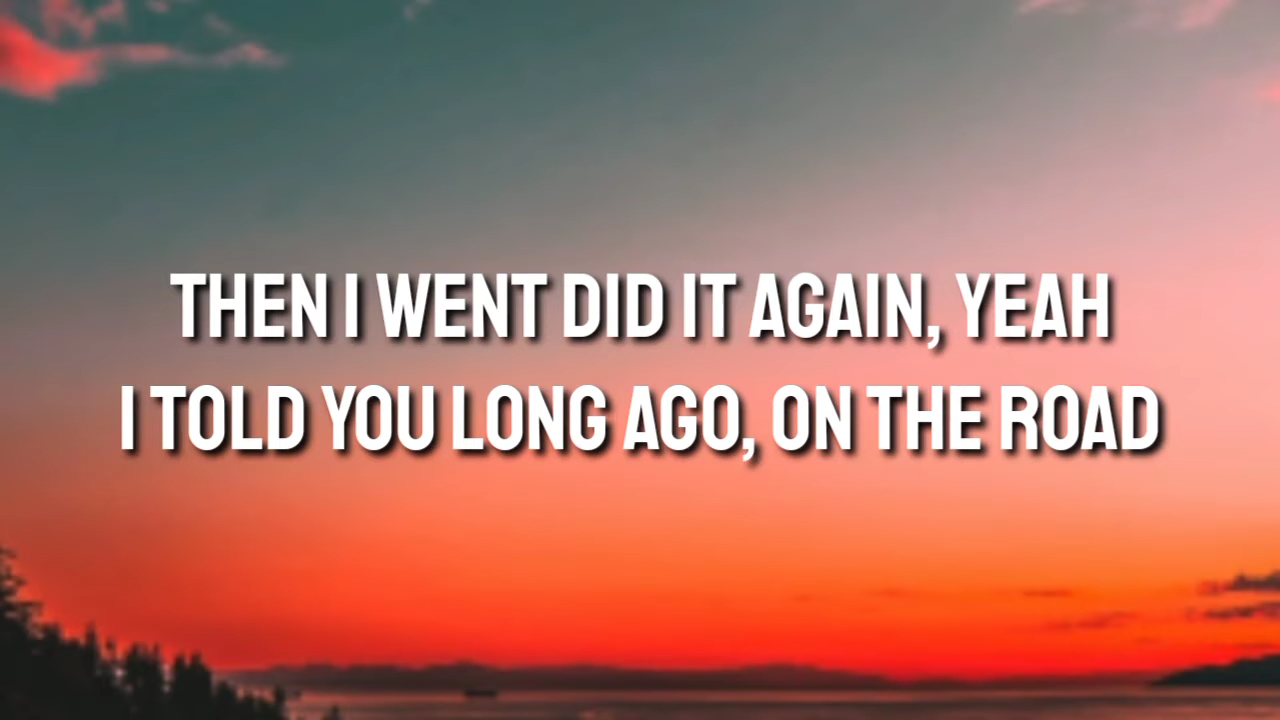 THEN I WENT DID IT AGAIN, YEAH
I TOLD YOU LONG AGO, ON THE ROAD